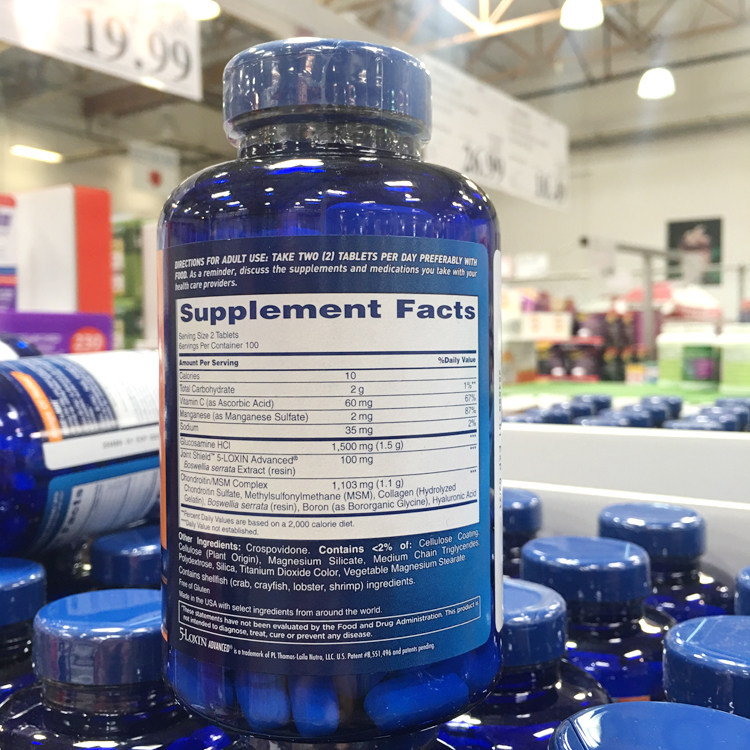 19.99
26.99
DIRECTIONS FOR ADULT USE: TAKE TWO (2) TABLETS PER DAY PREFERABLY WITH
FOOD. As a reminder, discuss the supplements and medications you take with your
health care providers.
Supplement Facts
Serving Size 2 Tablets
Servings Per Container 100
Amount Per Serving %Daily Value
Calories 10
Total Carbohydrate 2 g 1%**
Vitamin C (as Ascorbic Acid) 60 mg 67%
Manganese (as Manganese Sulfate) 2 mg 87%
Sodium 35 mg 2%
Glucosamine HCl 1,500 mg (1.5 g) ***
Joint Shield™ 5-LOXIN Advanced® 100 mg ***
Boswellia serrata Extract (resin)
Chondroitin/MSM Complex 1,103 mg (1.1 g) ***
Chondroitin Sulfate, Methylsulfonylmethane (MSM), Collagen (Hydrolyzed
Gelatin), Boswellia serrata (resin), Boron (as Bororganic Glycine), Hyaluronic Acid
**Percent Daily Values are based on a 2,000 calorie diet.
***Daily Value not established.
Other Ingredients: Crospovidone. Contains <2% of: Cellulose Coating,
Cellulose (Plant Origin), Magnesium Silicate, Medium Chain Triglycerides,
Polydextrose, Silica, Titanium Dioxide Color, Vegetable Magnesium Stearate
Contains shellfish (crab, crayfish, lobster, shrimp) ingredients.
Free of Gluten
Made in the USA with select ingredients from around the world.
*These statements have not been evaluated by the Food and Drug Administration. This product is
not intended to diagnose, treat, cure or prevent any disease.
5-LOXIN ADVANCED® is a trademark of PL Thomas-Laila Nutra, LLC. U.S. Patent #8,551,496 and patents pending.
230